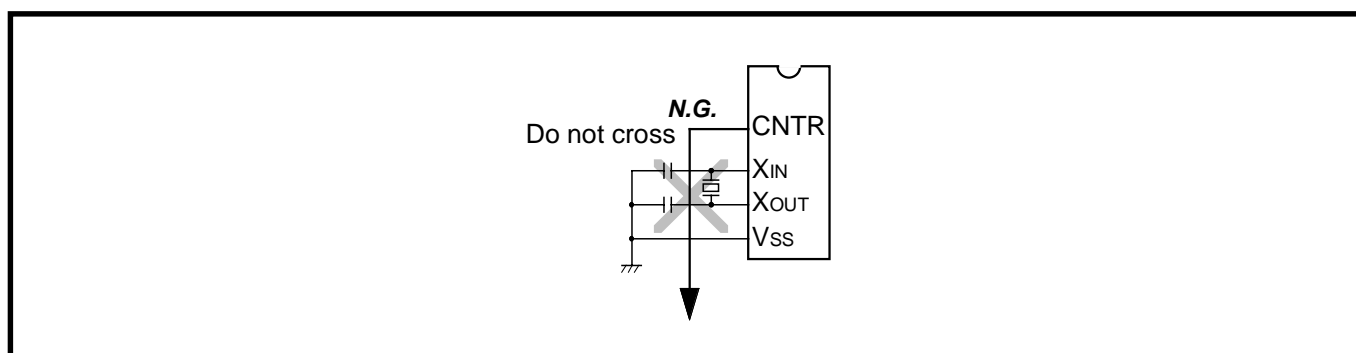 N.G.
Do not cross
CNTR
XIN
XOUT
VSS